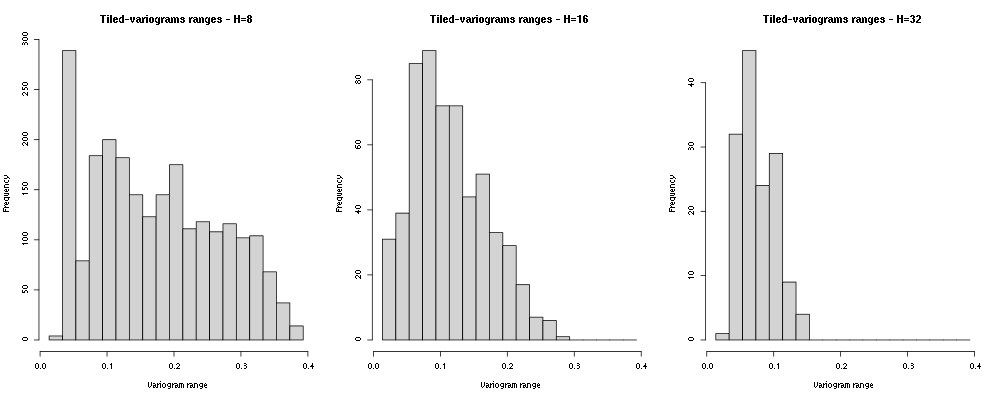 Tiled-variograms ranges - H=8
Frequency
300
250
200
150
100
50
0
0.0 0.1 0.2 0.3 0.4
Variogram range
Tiled-variograms ranges - H=16
Frequency
80
60
40
20
0
0.0 0.1 0.2 0.3 0.4
Variogram range
Tiled-variograms ranges - H=32
Frequency
40
30
20
10
0
0.0 0.1 0.2 0.3 0.4
Variogram range